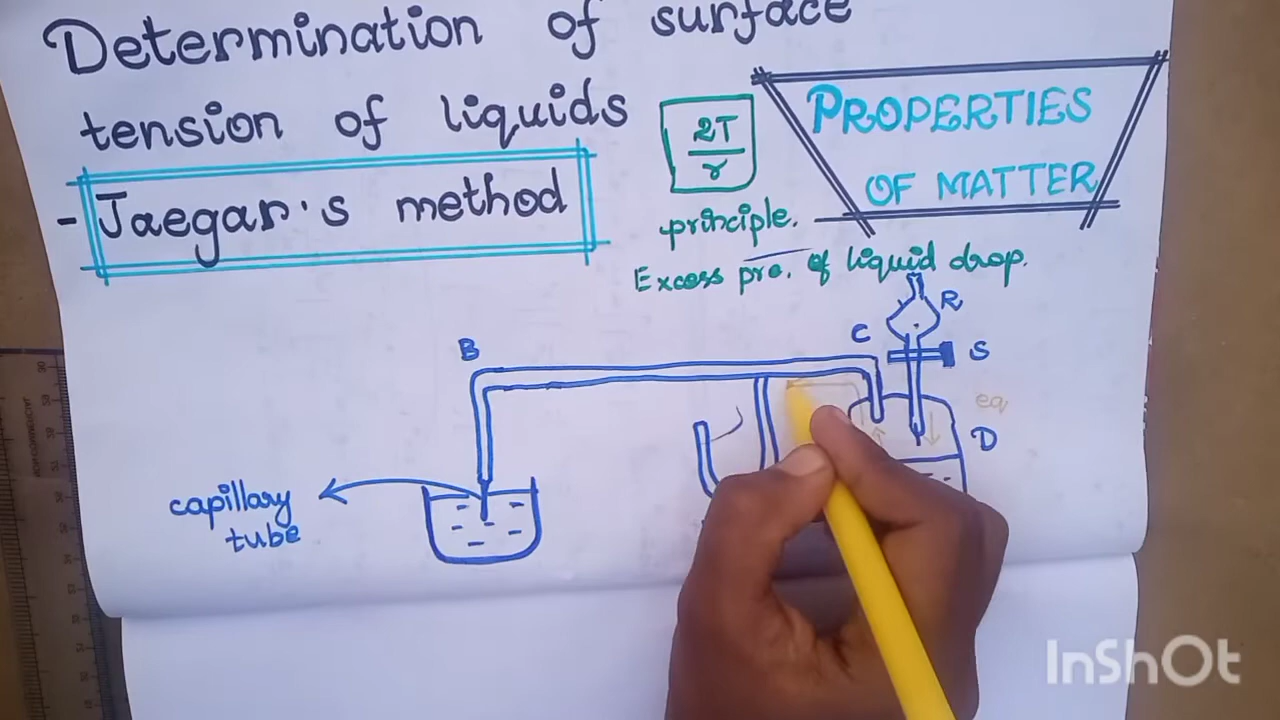 Determination of surface
tension of liquids
- Jaegar's method
2T
r
principle.
Excess pre. of liquid drop.
PROPERTIES
OF MATTER
R
C
S
B
D
capillary
tube
InShOt